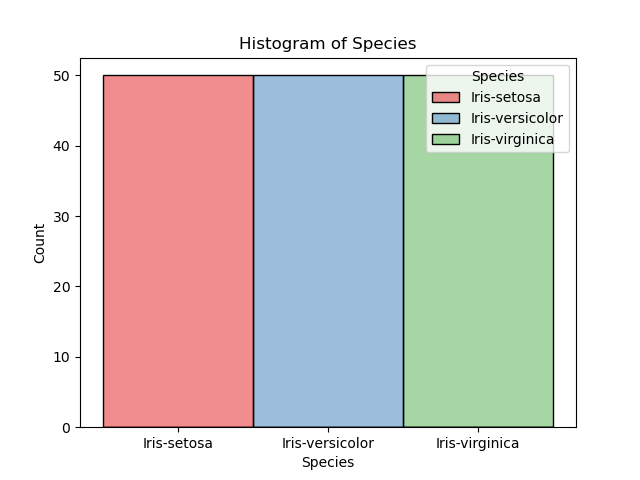 Histogram of Species
50
40
30
20
10
0
Count
Species
Iris-setosa
Iris-versicolor
Iris-virginica
Iris-setosa Iris-versicolor Iris-virginica
Species